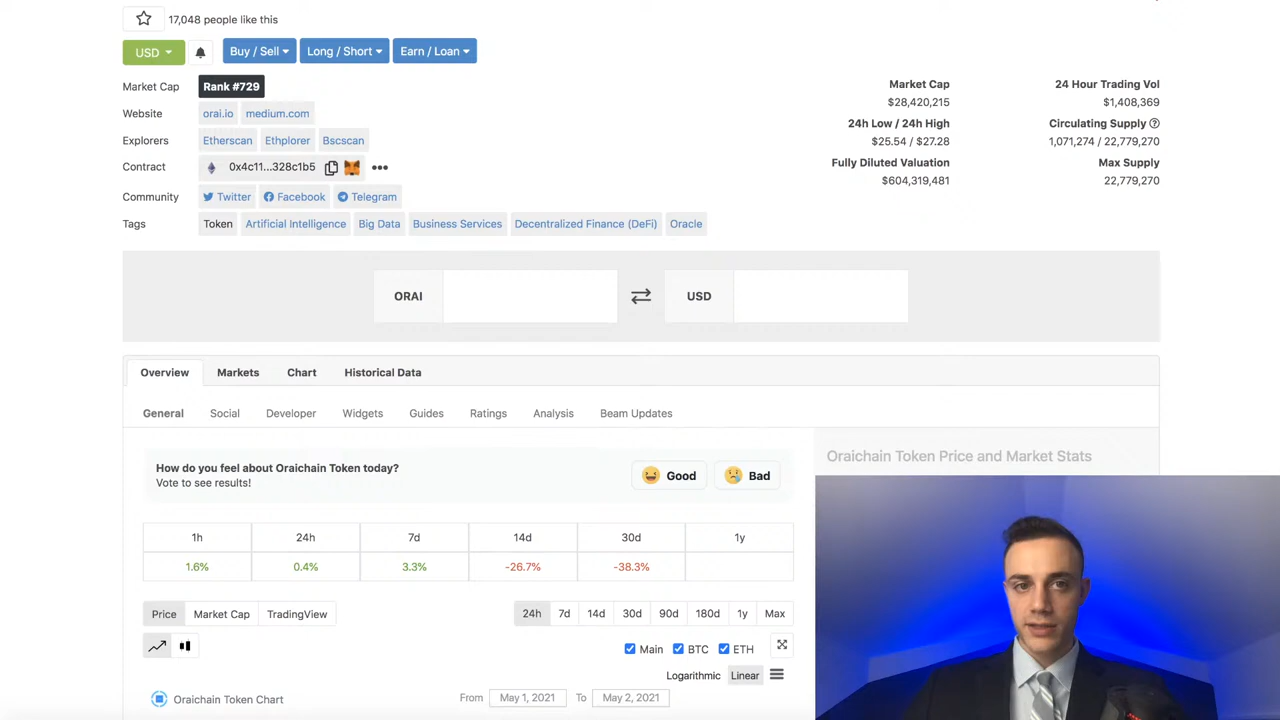 17,048 people like this
USD
Buy / Sell
Long / Short
Earn / Loan
Market Cap
Rank #729
Website
orai.io
medium.com
Explorers
Etherscan
Ethplorer
Bscscan
Contract
0x4c11...328c1b5
Community
Twitter
Facebook
Telegram
Tags
Token
Artificial Intelligence
Big Data
Business Services
Decentralized Finance (DeFi)
Oracle
Market Cap
$28,420,215
24 Hour Trading Vol
$1,408,369
24h Low / 24h High
$25.54 / $27.28
Circulating Supply
1,071,274 / 22,779,270
Fully Diluted Valuation
$604,319,481
Max Supply
22,779,270
ORAI
USD
Overview
Markets
Chart
Historical Data
General
Social
Developer
Widgets
Guides
Ratings
Analysis
Beam Updates
How do you feel about Oraichain Token today?
Vote to see results!
Good
Bad
Oraichain Token Price and Market Stats
1h 24h 7d 14d 30d 1y
1.6% 0.4% 3.3% -26.7% -38.3%
Price
Market Cap
TradingView
24h 7d 14d 30d 90d 180d 1y Max
Main
BTC
ETH
Logarithmic
Linear
Oraichain Token Chart
From
May 1, 2021
To
May 2, 2021